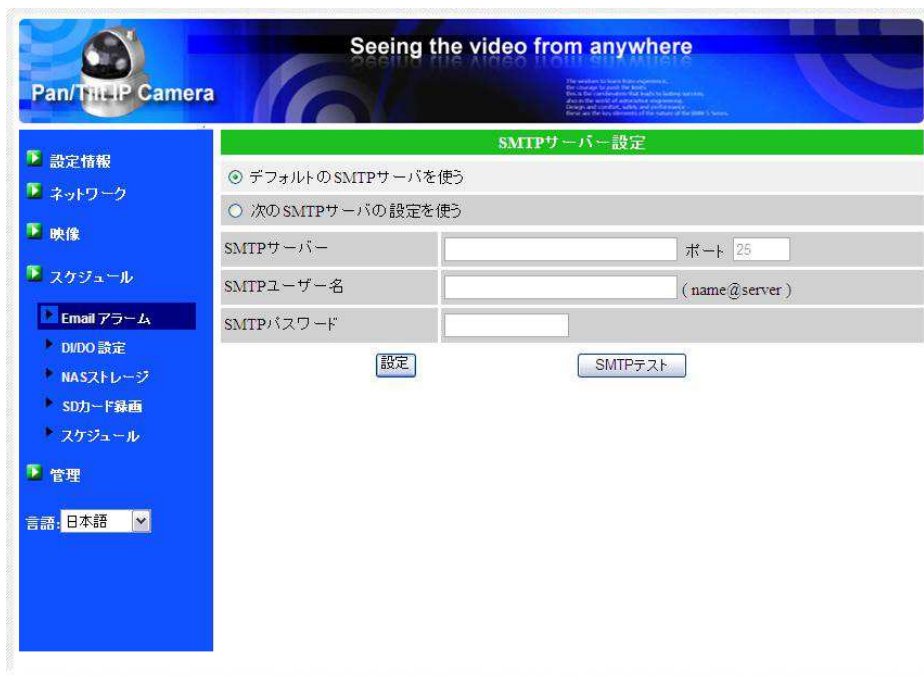 Seeing the video from anywhere
Pan/Tilt IP Camera
設定情報
ネットワーク
映像
スケジュール
Email アラーム
DI/DO 設定
NASストレージ
SDカード録画
スケジュール
管理
言語: 日本語
SMTPサーバー設定
デフォルトのSMTPサーバを使う
次のSMTPサーバの設定を使う
SMTPサーバー ポート 25
SMTPユーザー名 ( name@server )
SMTPパスワード
設定 SMTPテスト